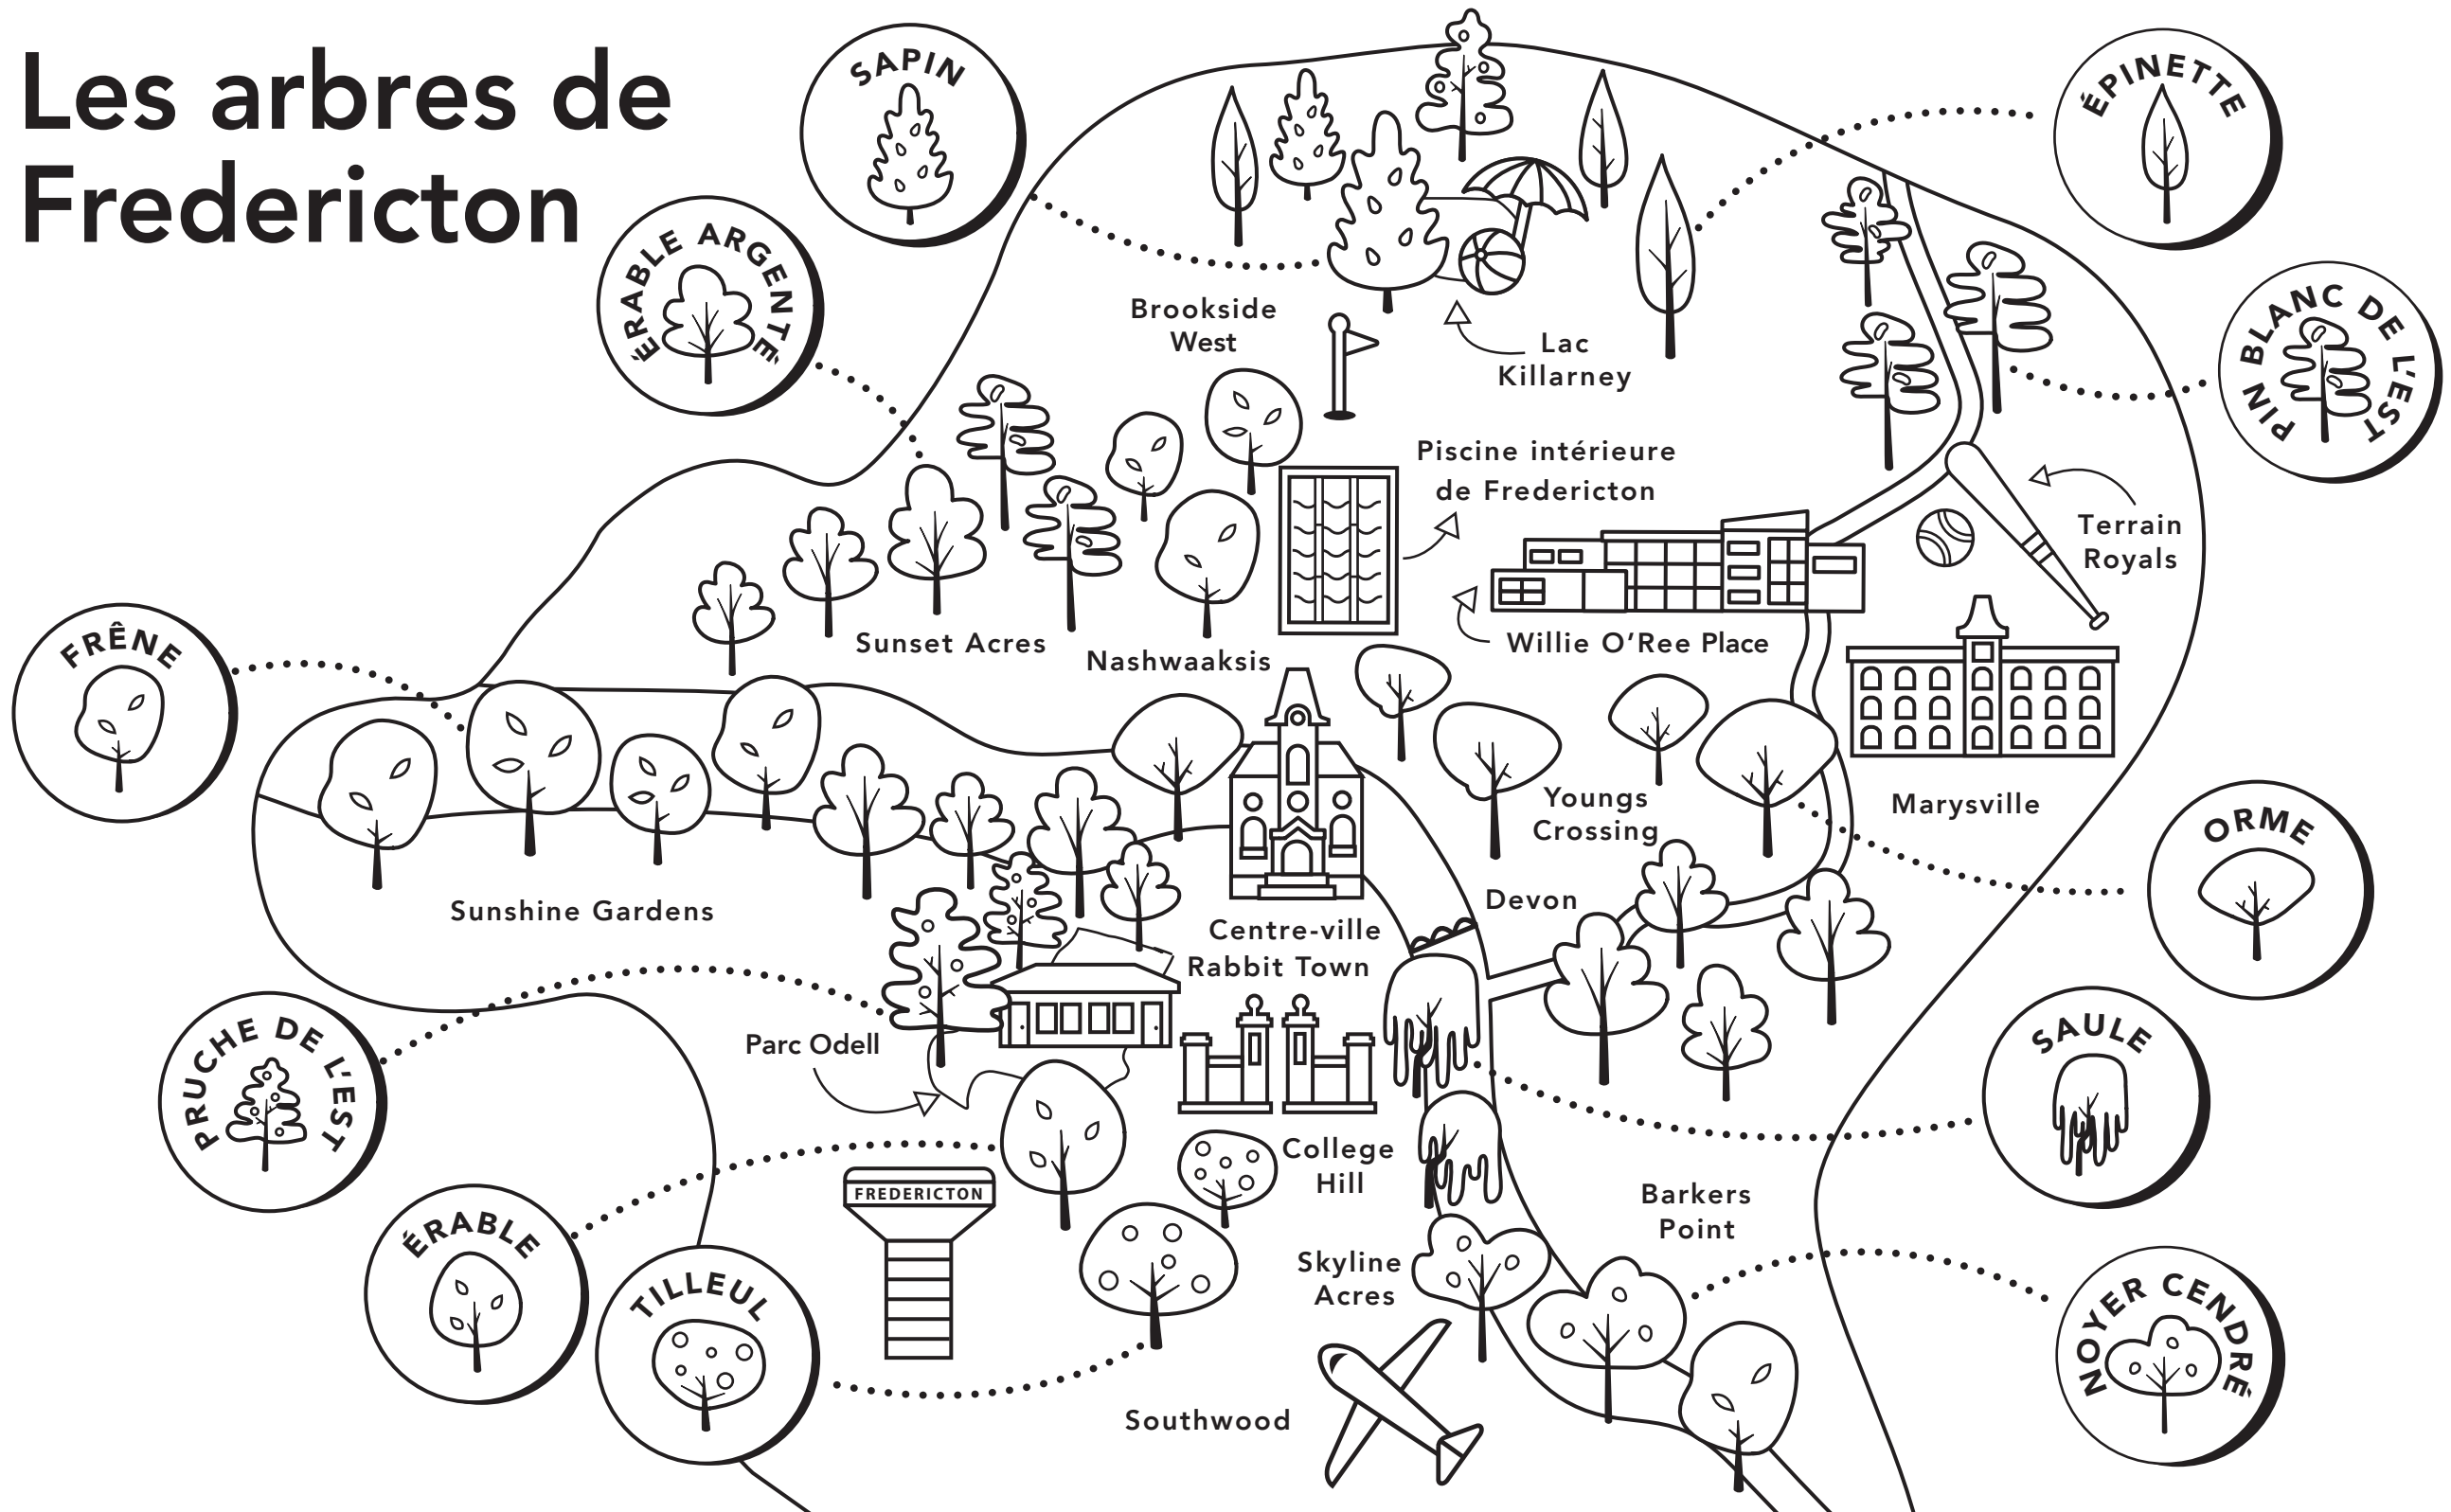 Les arbres de
Fredericton
SAPIN
ÉPINETTE
ÉRABLE ARGENTÉ
PIN BLANC DE L'EST
Brookside
West
Lac
Killarney
Piscine intérieure
de Fredericton
Terrain
Royals
FRÊNE
Sunset Acres
Nashwaaksis
Willie O'Ree Place
Youngs
Crossing
Marysville
ORME
Sunshine Gardens
Devon
Centre-ville
Rabbit Town
PRUCHE DE L'EST
Parc Odell
SAULE
College
Hill
FREDERICTON
Barkers
Point
ÉRABLE
Skyline
Acres
TILLEUL
NOYER CENDRÉ
Southwood